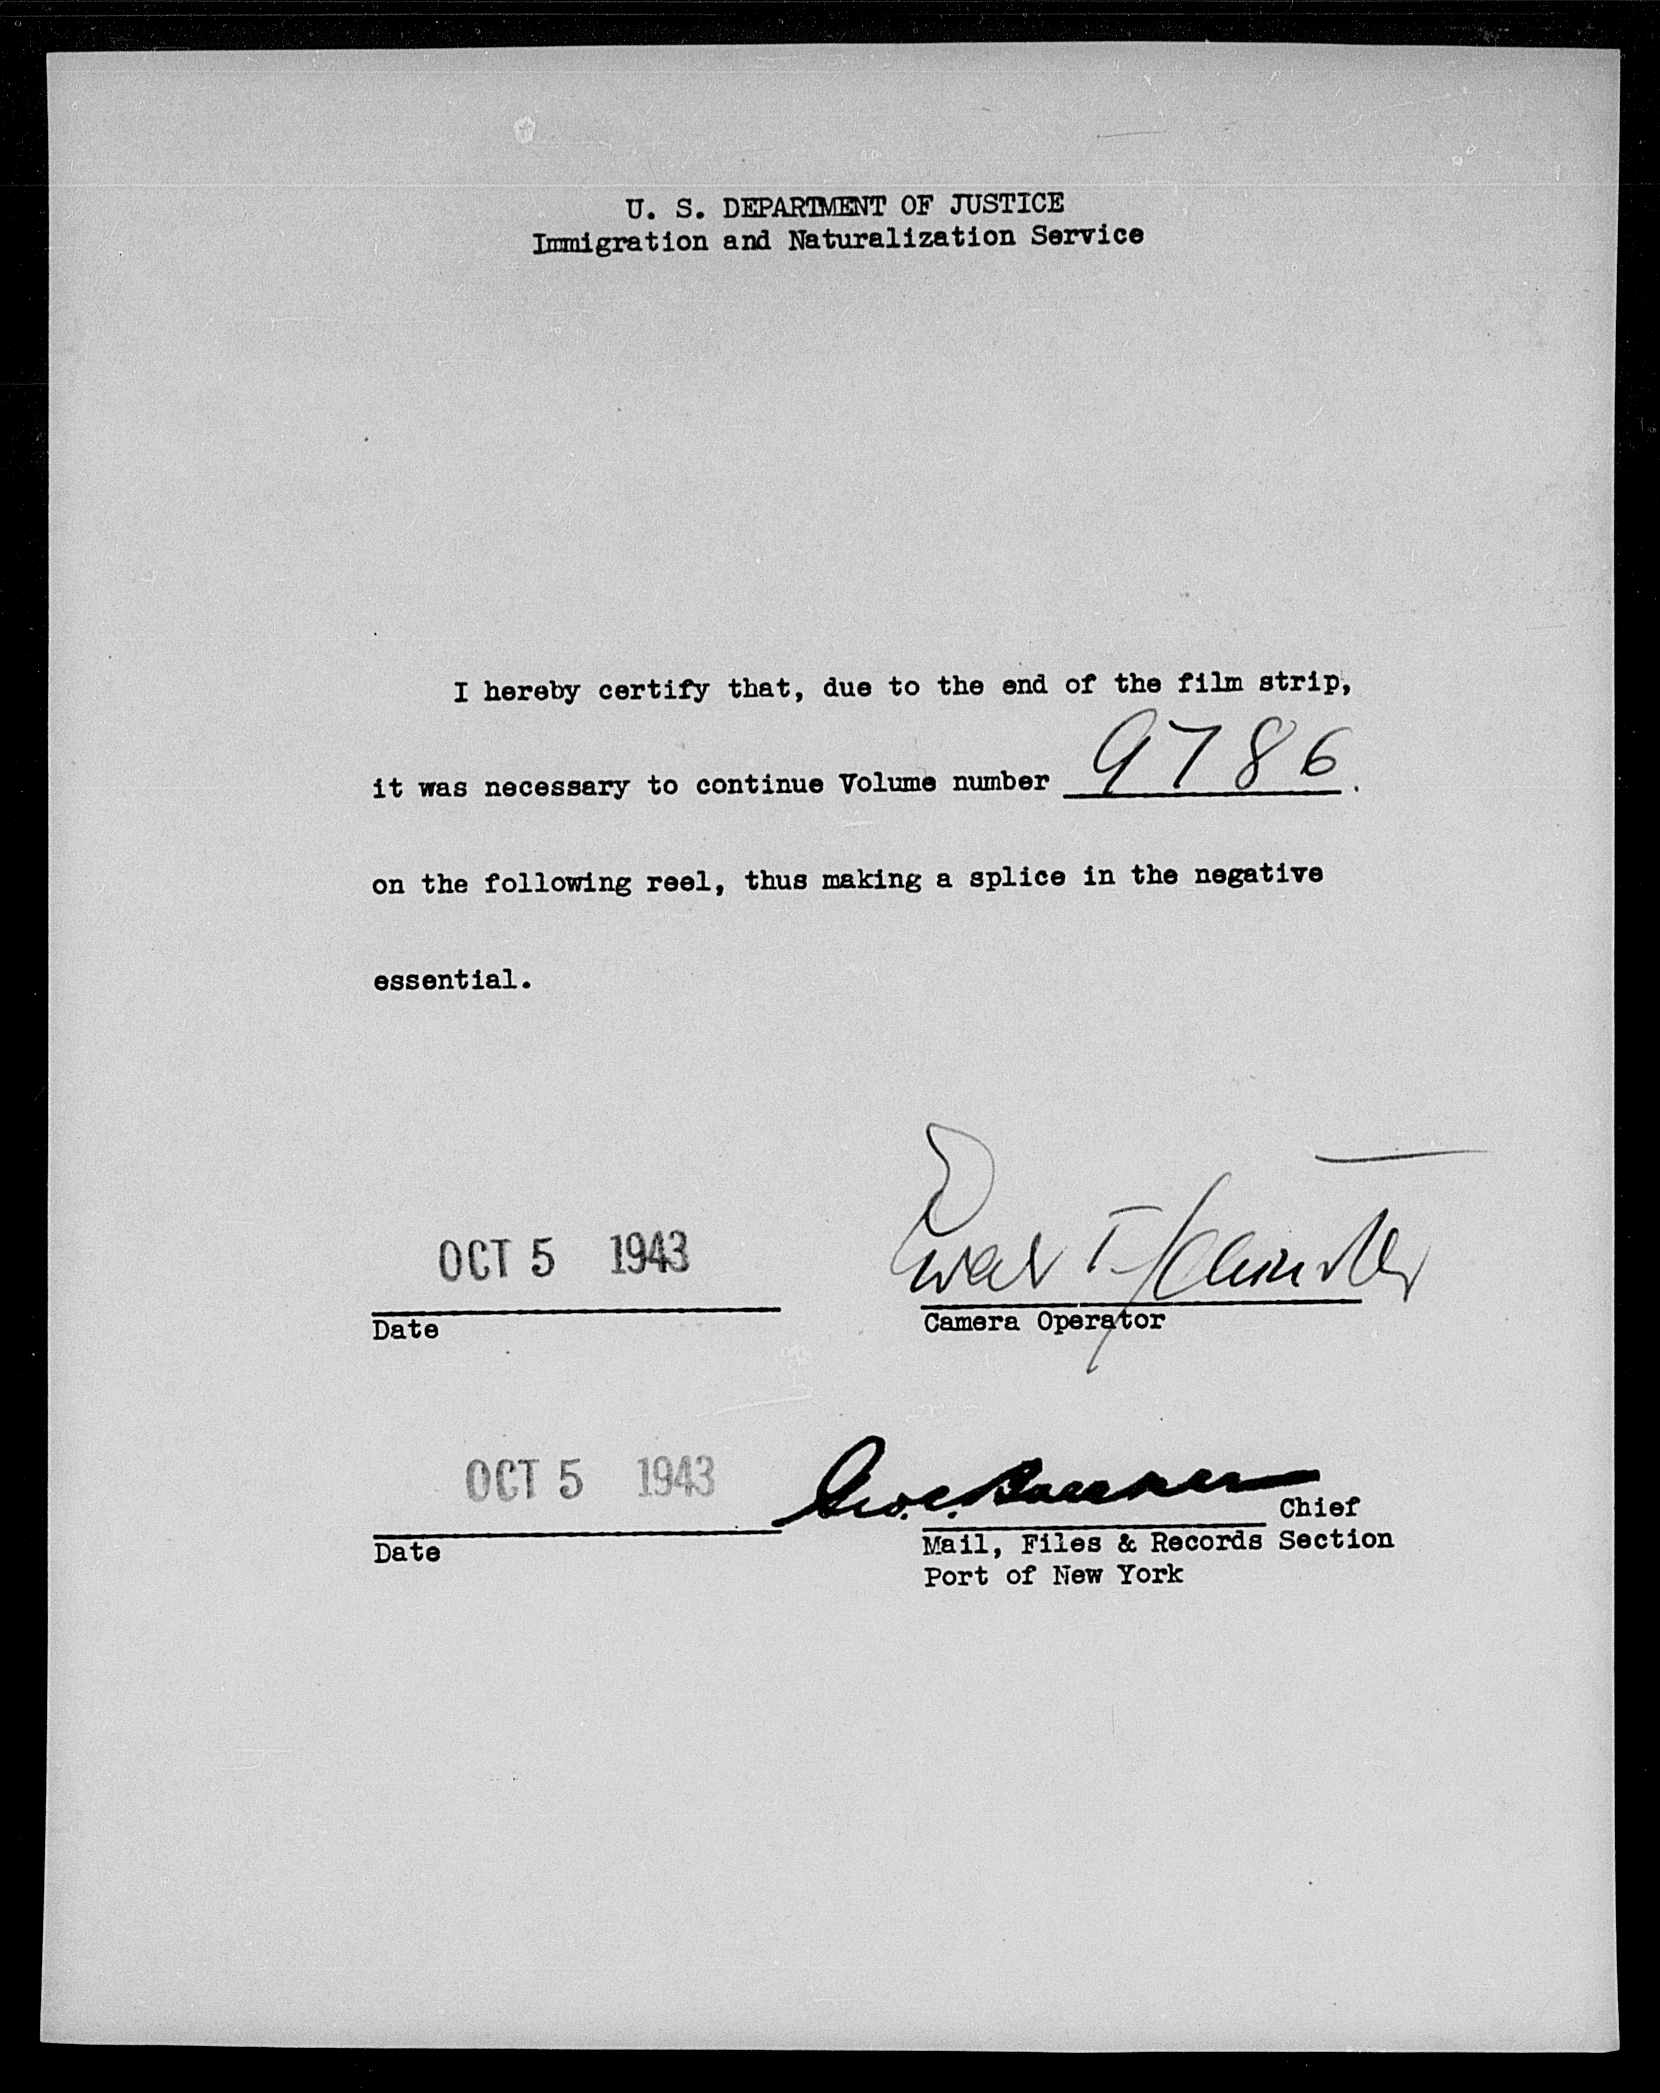 U. S. DEPARTMENT OF JUSTICE
Immigration and Naturalization Service
I hereby certify that, due to the end of the film strip,
it was necessary to continue Volume number 9786.
on the following reel, thus making a splice in the negative
essential.
OCT 5 1943
Date
Camera Operator
OCT 5 1943
Geo. C.
Chief
Date
Mail, Files & Records Section
Port of New York